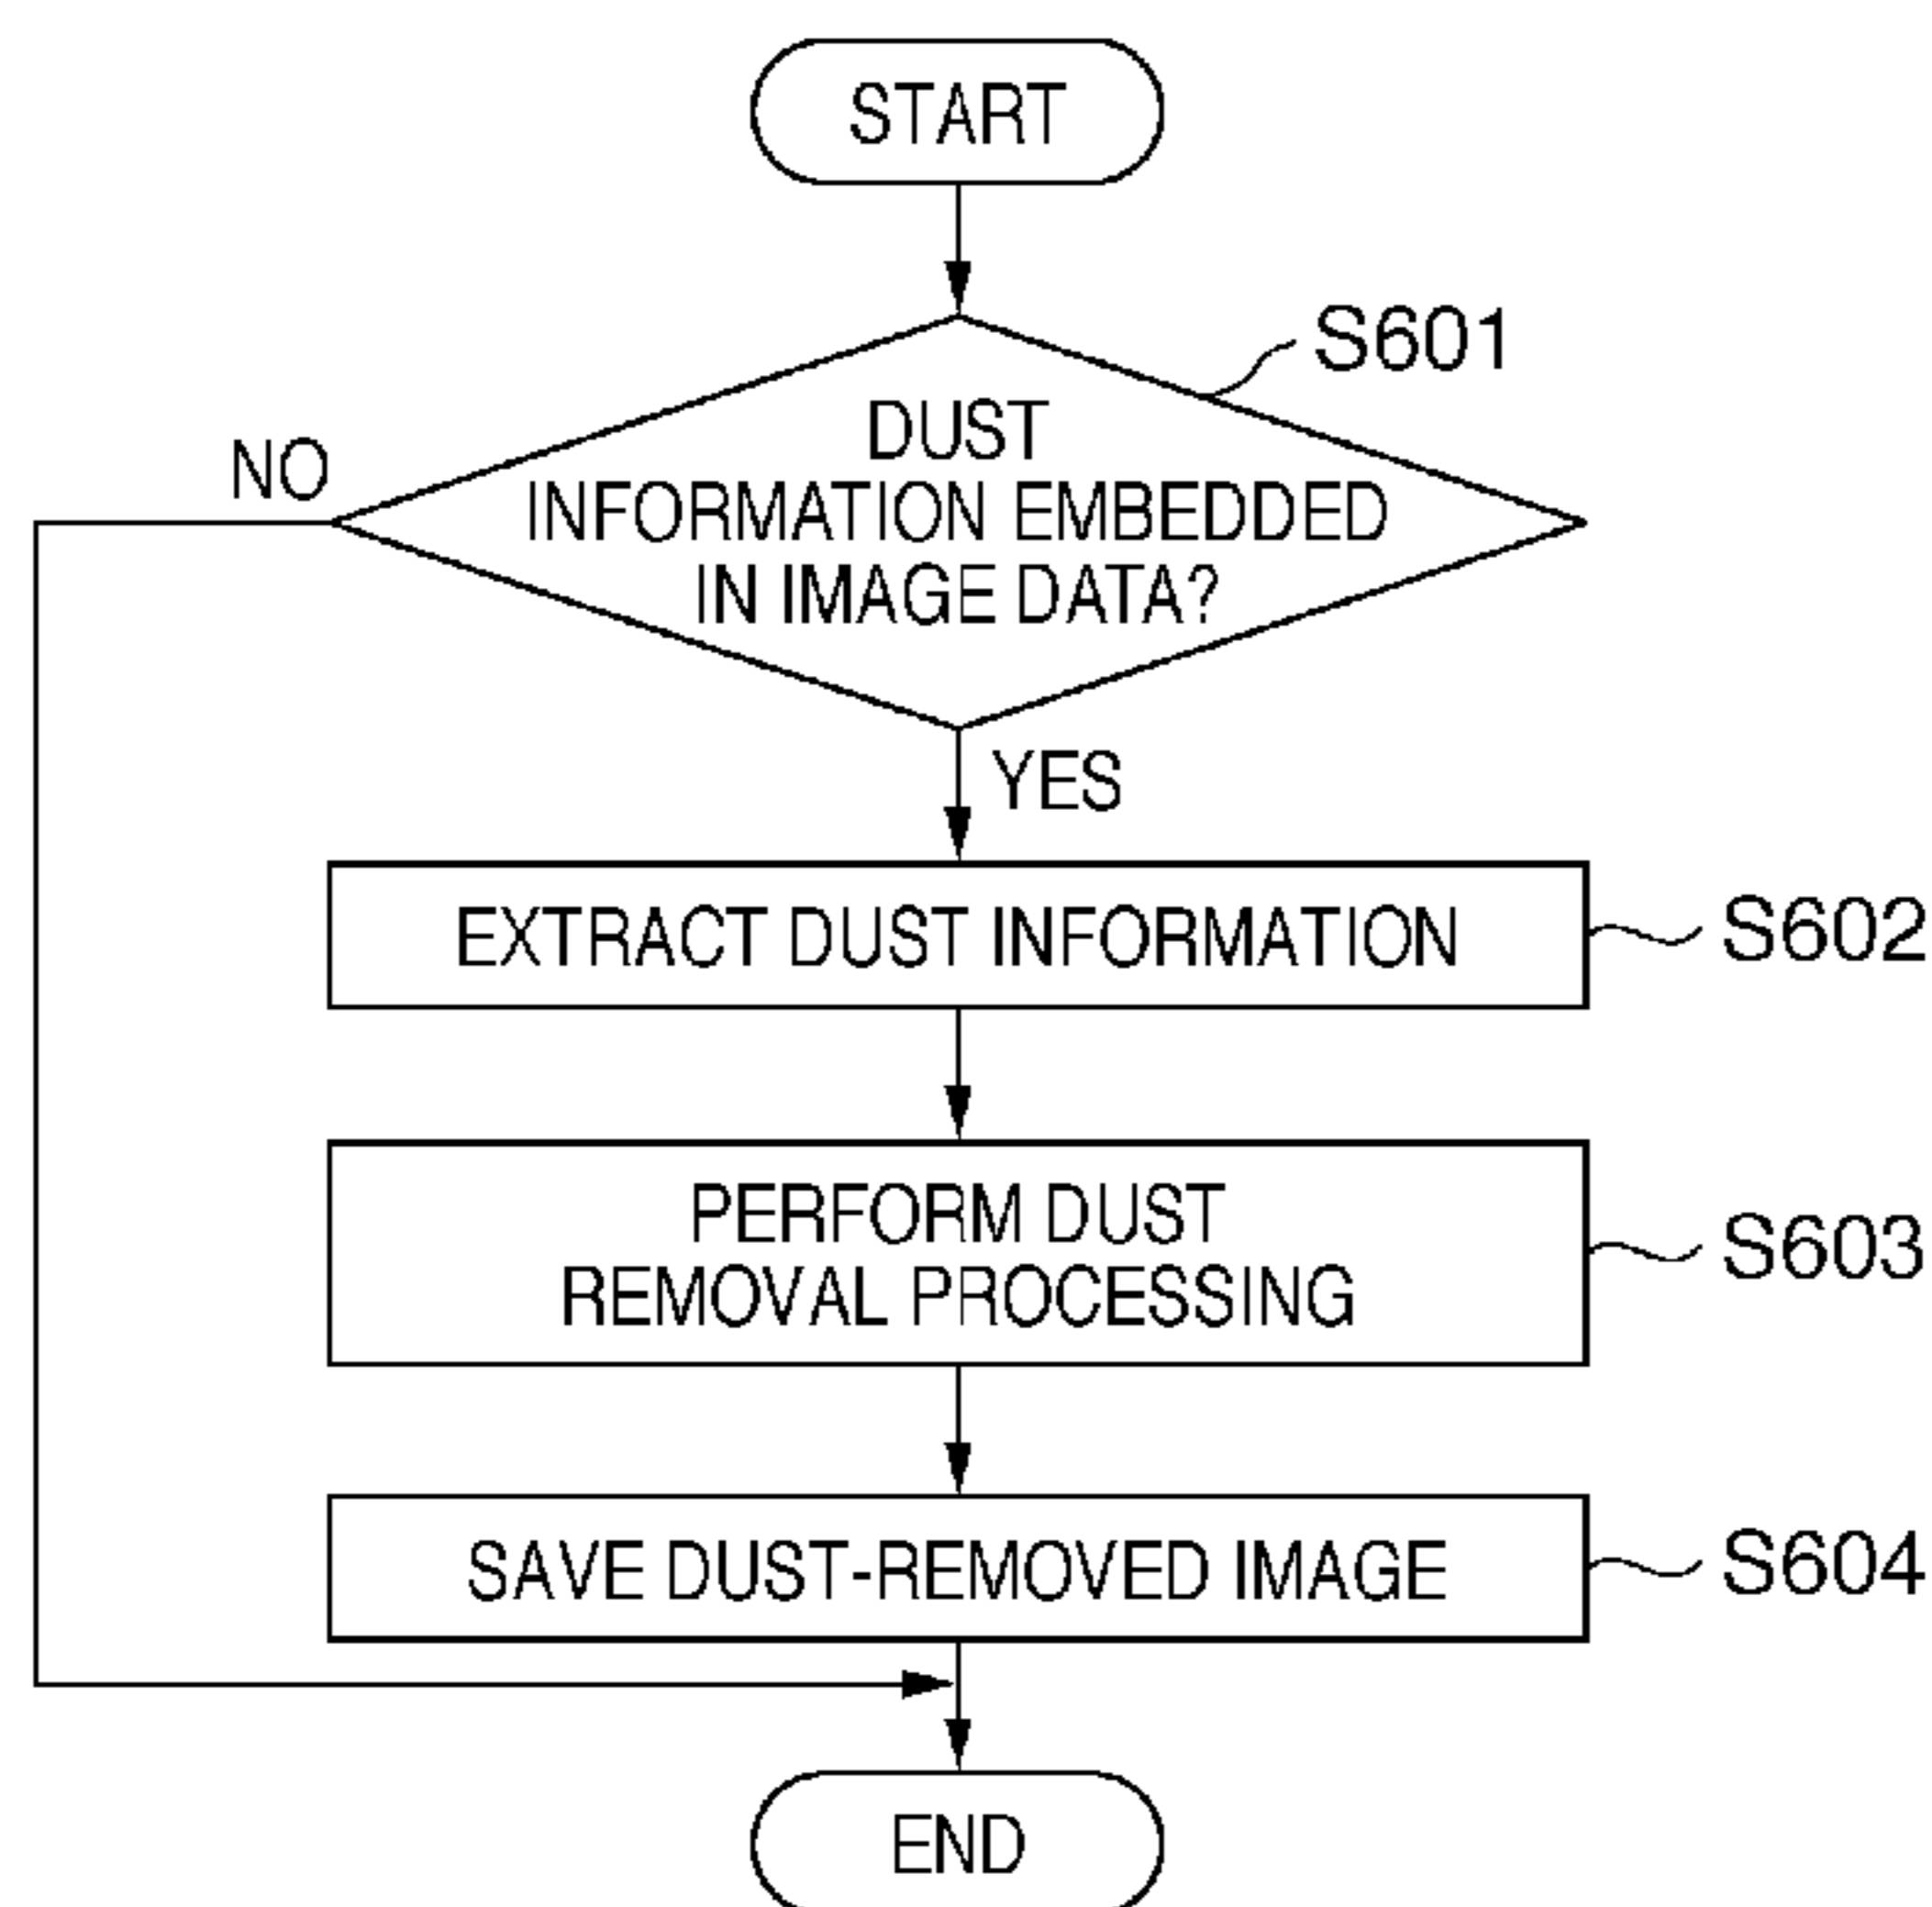 START
S601
DUST
INFORMATION EMBEDDED
IN IMAGE DATA?
NO
YES
EXTRACT DUST INFORMATION
S602
PERFORM DUST
REMOVAL PROCESSING
S603
SAVE DUST-REMOVED IMAGE
S604
END